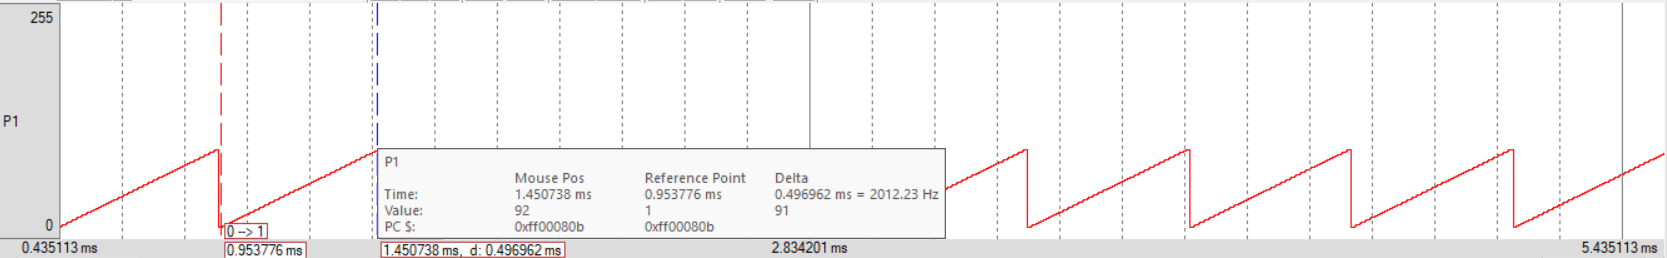 255
P1
0
P1
Mouse Pos Reference Point Delta
Time: 1.450738 ms 0.953776 ms 0.496962 ms = 2012.23 Hz
Value: 92 1 91
PC $: 0xff00080b 0xff00080b
0 --> 1
0.435113 ms 0.953776 ms 1.450738 ms, d: 0.496962 ms 2.834201 ms 5.435113 ms